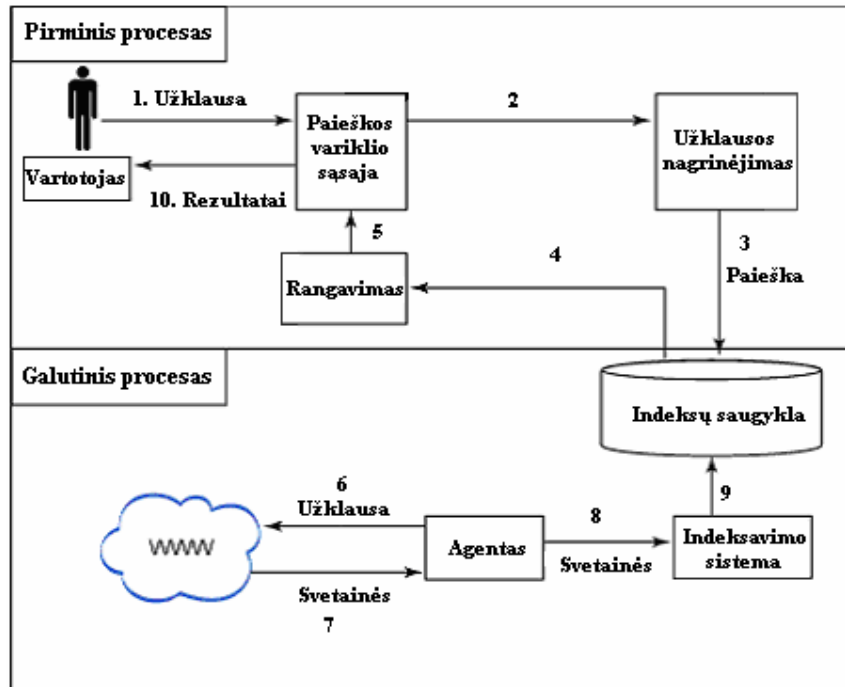 Pirminis procesas
1. Užklausa
2
Paieškos
variklio
sąsaja
Užklausos
nagrinėjimas
Vartotojas
10. Rezultatai
5
3
4
Paieška
Rangavimas
Galutinis procesas
Indeksų saugykla
6
Užklausa
9
8
WWW
Agentas
Indeksavimo
sistema
Svetainės
Svetainės
7